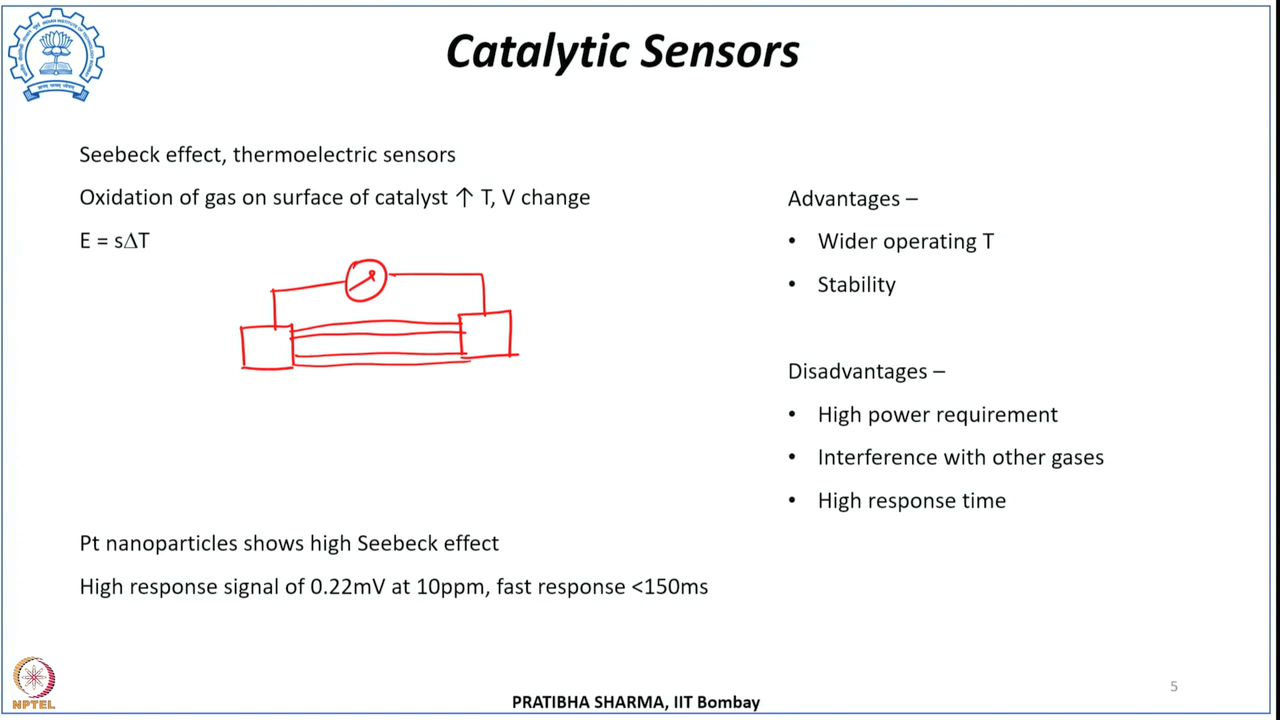 Catalytic Sensors
Seebeck effect, thermoelectric sensors
Oxidation of gas on surface of catalyst ↑ T, V change
E = s∆T
Advantages –
• Wider operating T
• Stability
Disadvantages –
• High power requirement
• Interference with other gases
• High response time
Pt nanoparticles shows high Seebeck effect
High response signal of 0.22mV at 10ppm, fast response <150ms
NPTEL
PRATIBHA SHARMA, IIT Bombay
5